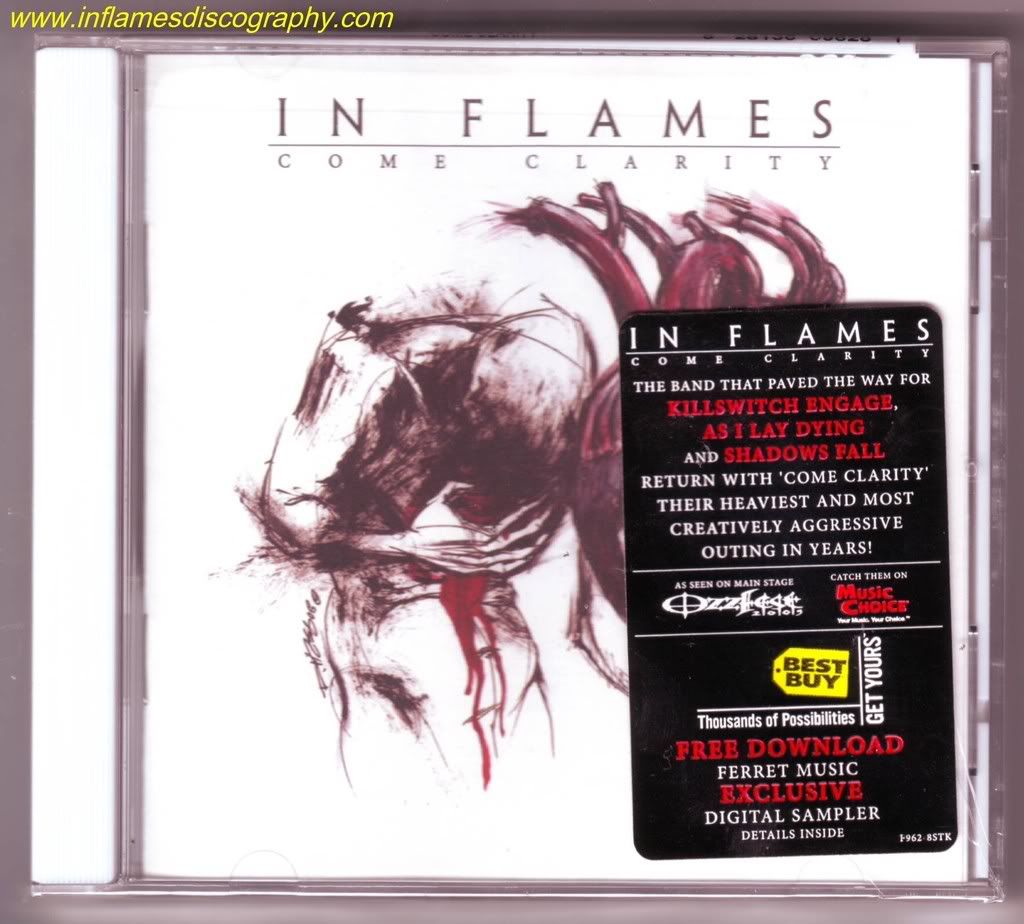 www.inflamesdiscography.com
IN FLAMES
COME CLARITY
IN FLAMES
COME CLARITY
THE BAND THAT PAVED THE WAY FOR
KILLSWITCH ENGAGE,
AS I LAY DYING
AND SHADOWS FALL
RETURN WITH 'COME CLARITY'
THEIR HEAVIEST AND MOST
CREATIVELY AGGRESSIVE
OUTING IN YEARS!
AS SEEN ON MAIN STAGE
OZZFEST
2005
CATCH THEM ON
MUSIC
CHOICE
Your Music. Your Choice.™
BEST
BUY
GET YOURS
Thousands of Possibilities
FREE DOWNLOAD
FERRET MUSIC
EXCLUSIVE
DIGITAL SAMPLER
DETAILS INSIDE
1-962-8STK